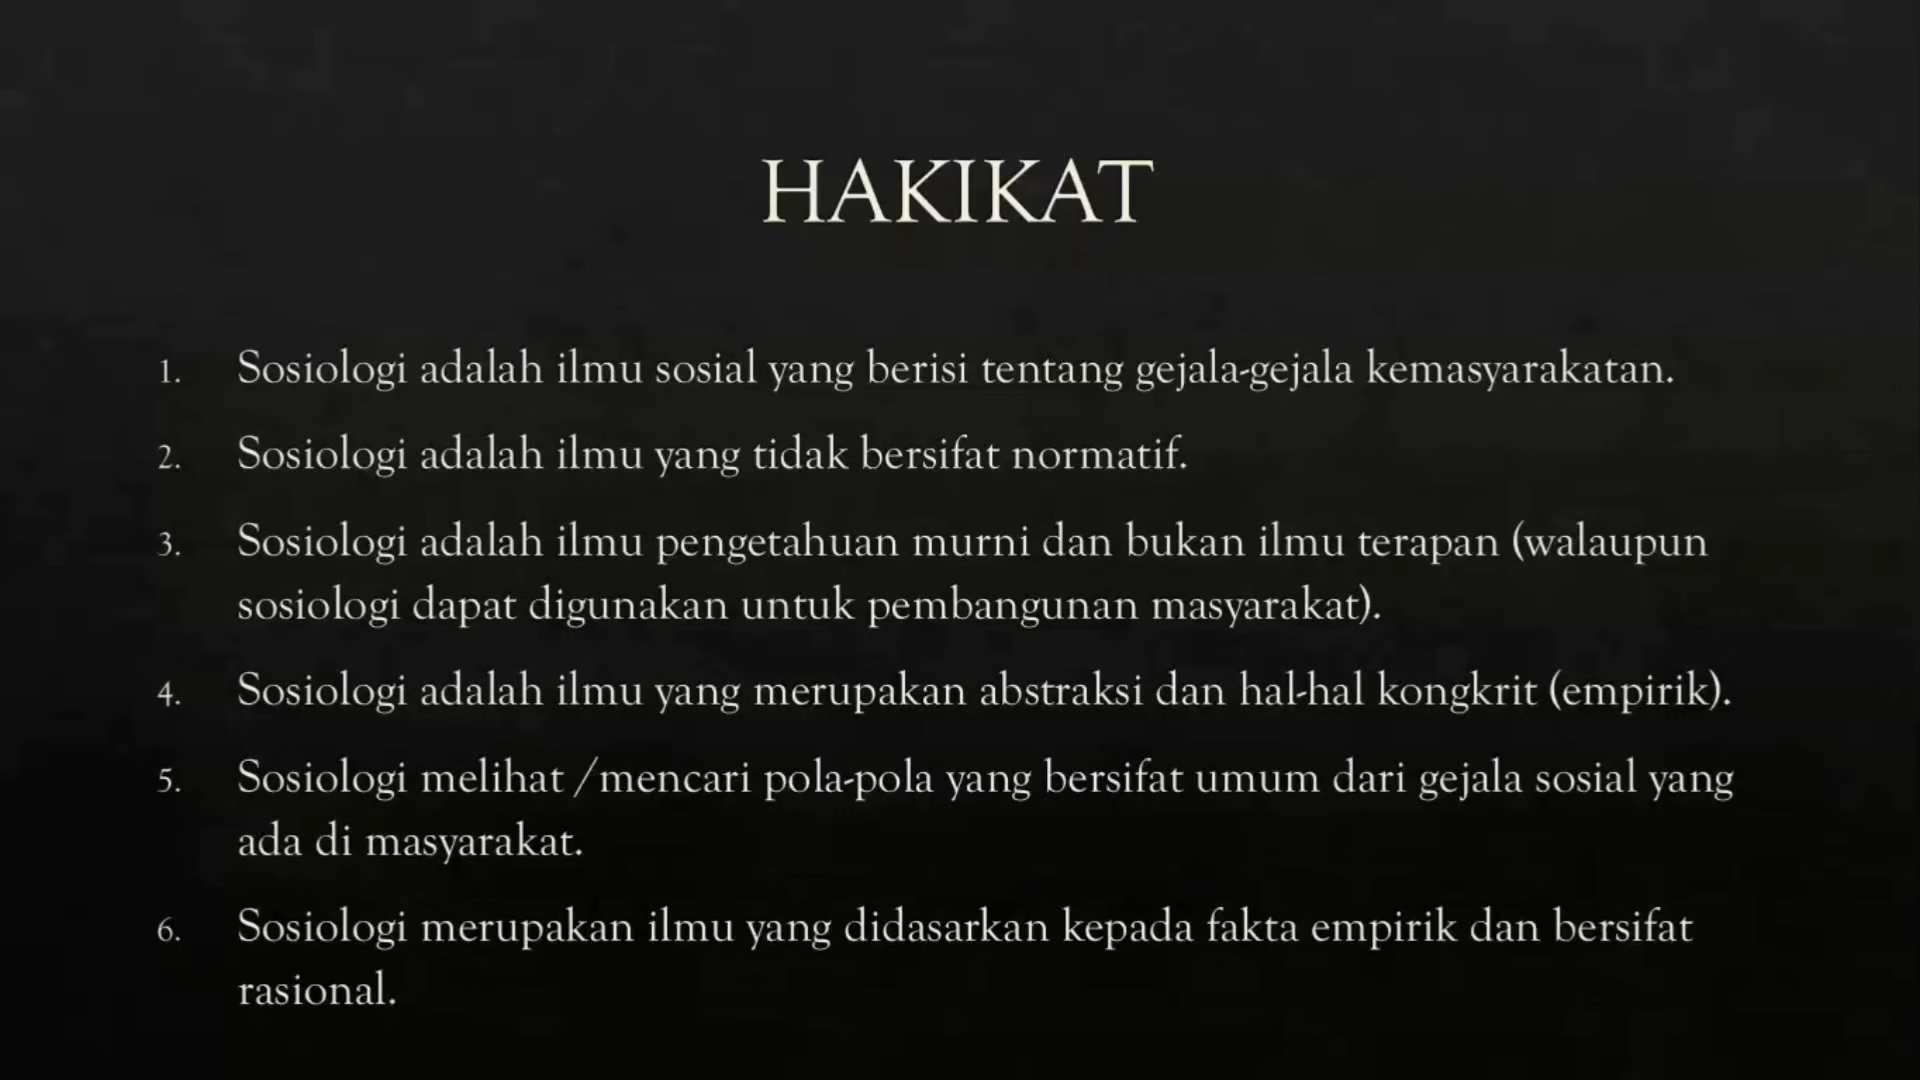 HAKIKAT
1. Sosiologi adalah ilmu sosial yang berisi tentang gejala-gejala kemasyarakatan.
2. Sosiologi adalah ilmu yang tidak bersifat normatif.
3. Sosiologi adalah ilmu pengetahuan murni dan bukan ilmu terapan (walaupun
sosiologi dapat digunakan untuk pembangunan masyarakat).
4. Sosiologi adalah ilmu yang merupakan abstraksi dan hal-hal kongkrit (empirik).
5. Sosiologi melihat /mencari pola-pola yang bersifat umum dari gejala sosial yang
ada di masyarakat.
6. Sosiologi merupakan ilmu yang didasarkan kepada fakta empirik dan bersifat
rasional.